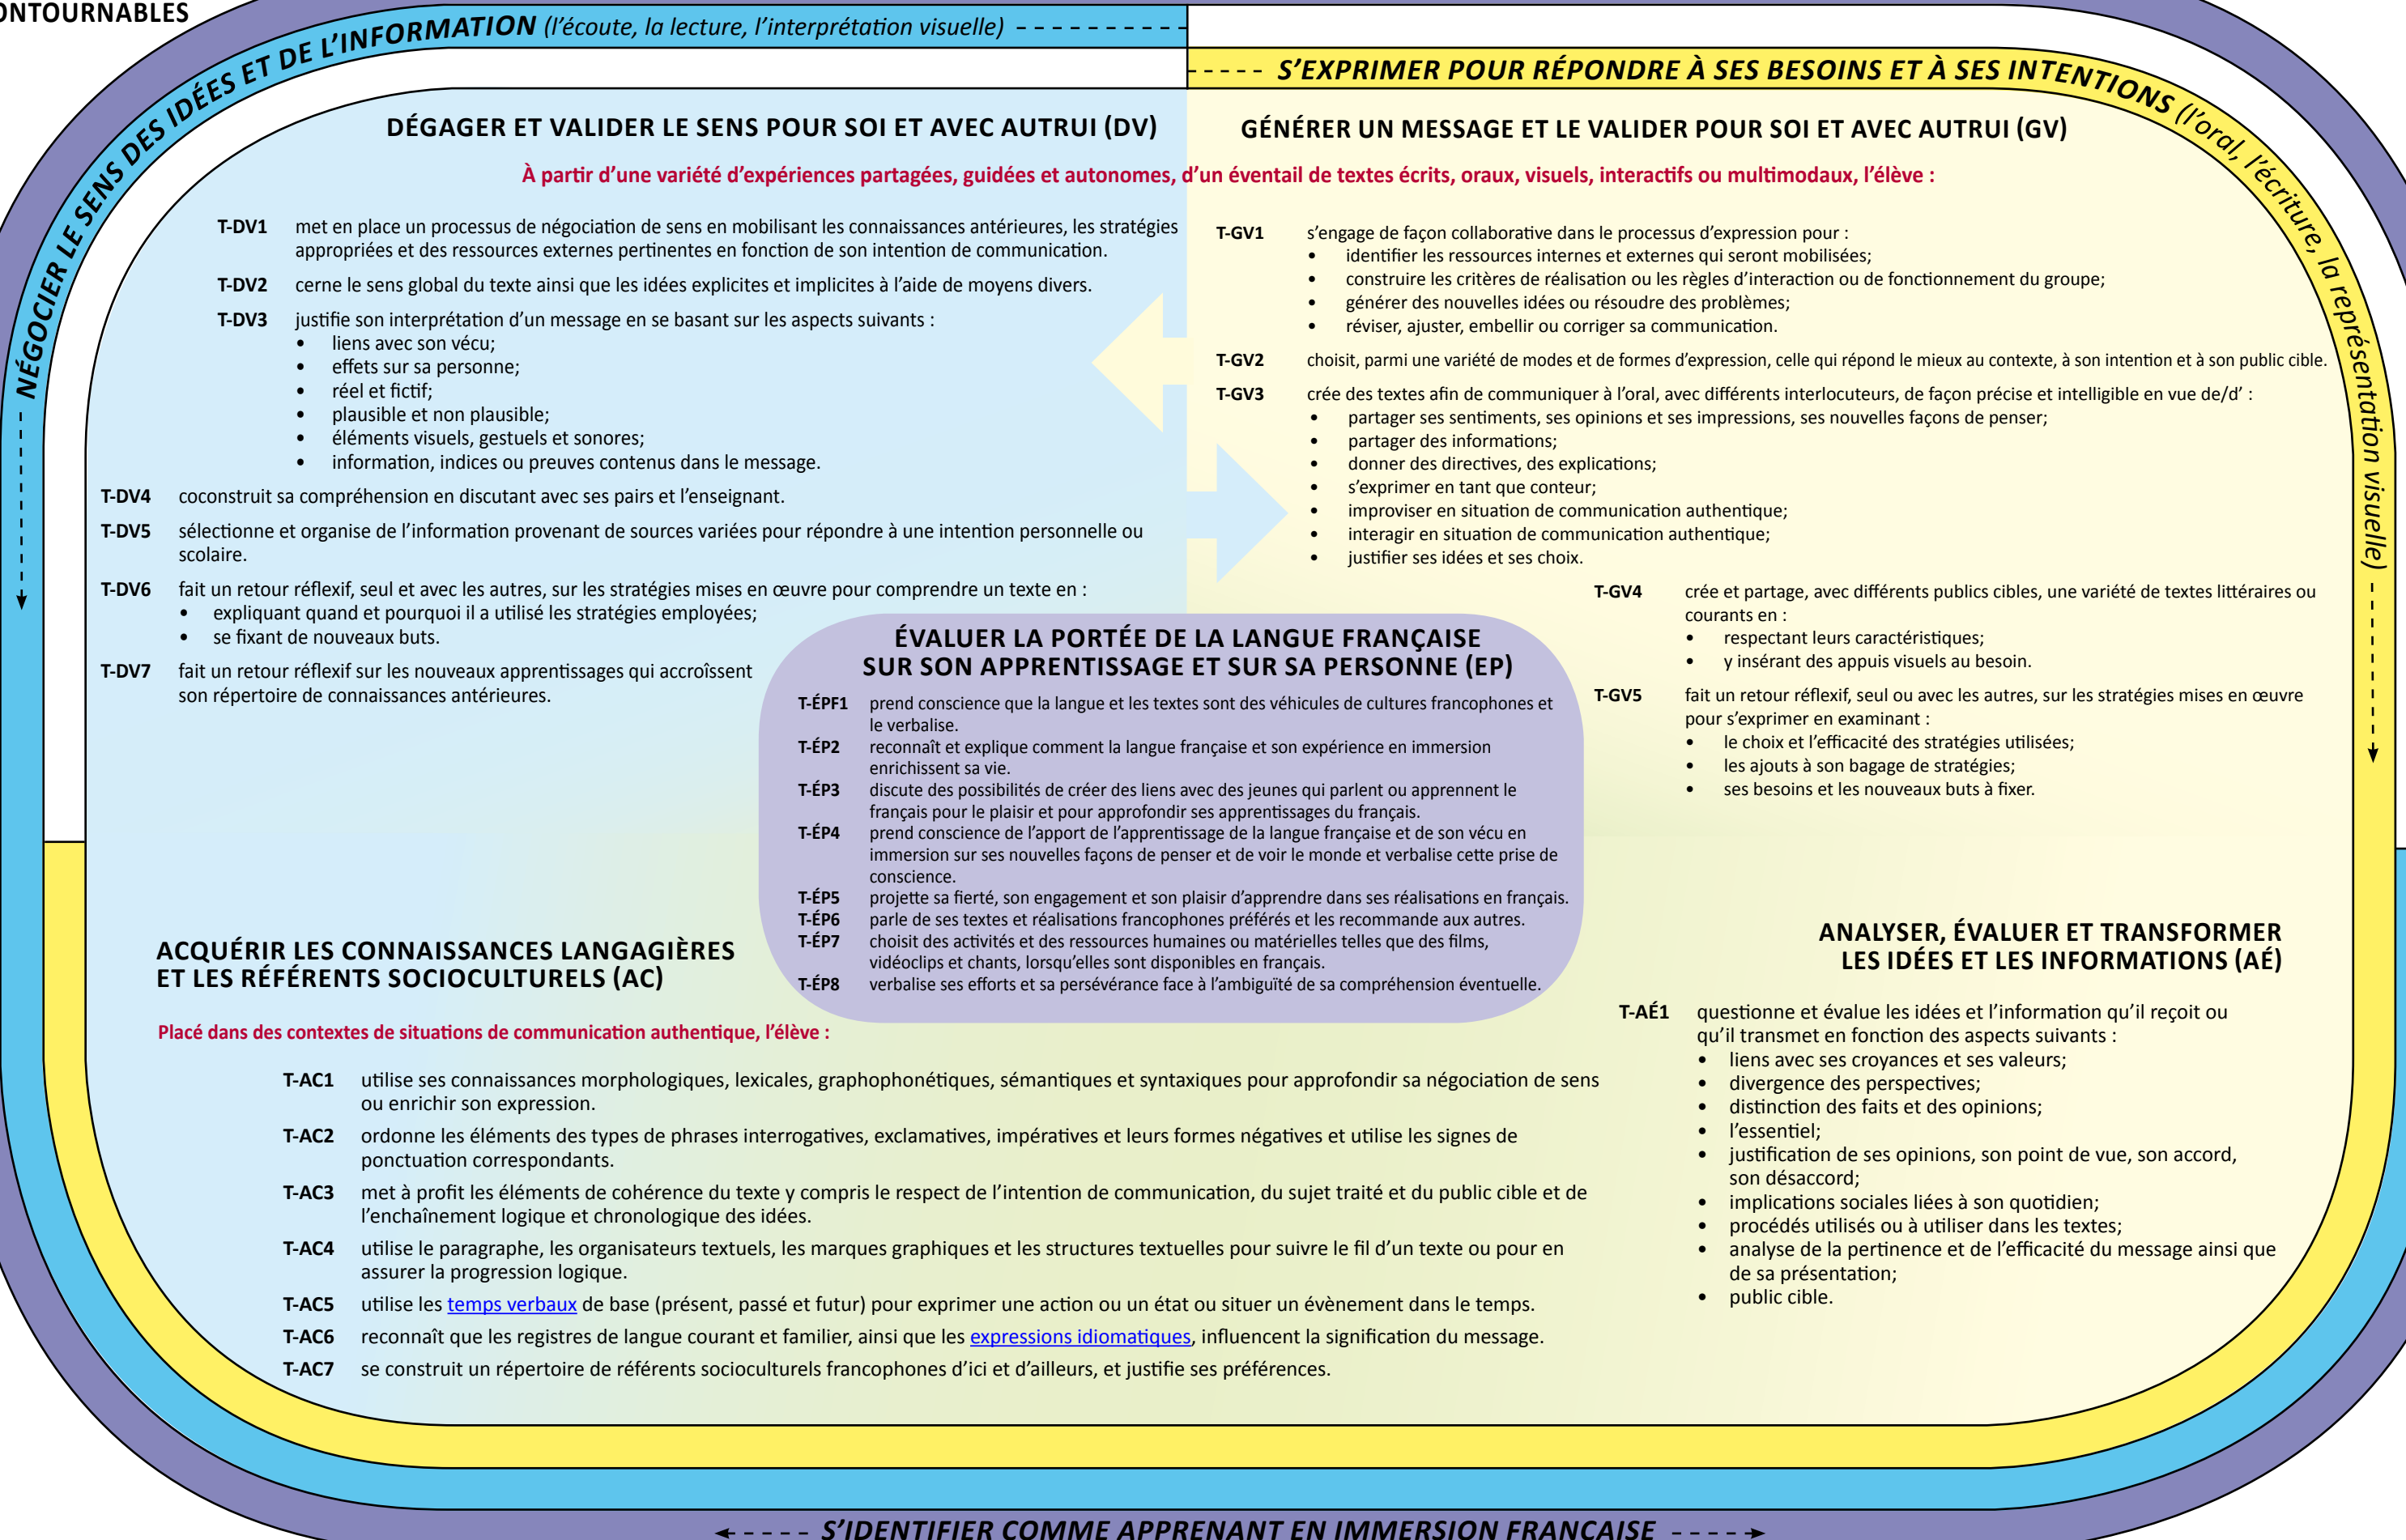 NÉGOCIER LE SENS DES IDÉES ET DE L'INFORMATION (l'écoute, la lecture, l'interprétation visuelle)
S'EXPRIMER POUR RÉPONDRE À SES BESOINS ET À SES INTENTIONS (l'oral, l'écriture, la représentation visuelle)
DÉGAGER ET VALIDER LE SENS POUR SOI ET AVEC AUTRUI (DV)
GÉNÉRER UN MESSAGE ET LE VALIDER POUR SOI ET AVEC AUTRUI (GV)
À partir d'une variété d'expériences partagées, guidées et autonomes, d'un éventail de textes écrits, oraux, visuels, interactifs ou multimodaux, l'élève :
T-DV1 met en place un processus de négociation de sens en mobilisant les connaissances antérieures, les stratégies
appropriées et des ressources externes pertinentes en fonction de son intention de communication.
T-DV2 cerne le sens global du texte ainsi que les idées explicites et implicites à l'aide de moyens divers.
T-DV3 justifie son interprétation d'un message en se basant sur les aspects suivants :
• liens avec son vécu;
• effets sur sa personne;
• réel et fictif;
• plausible et non plausible;
• éléments visuels, gestuels et sonores;
• information, indices ou preuves contenus dans le message.
T-DV4 coconstruit sa compréhension en discutant avec ses pairs et l'enseignant.
T-DV5 sélectionne et organise de l'information provenant de sources variées pour répondre à une intention personnelle ou
scolaire.
T-DV6 fait un retour réflexif, seul et avec les autres, sur les stratégies mises en œuvre pour comprendre un texte en :
• expliquant quand et pourquoi il a utilisé les stratégies employées;
• se fixant de nouveaux buts.
T-DV7 fait un retour réflexif sur les nouveaux apprentissages qui accroîssent
son répertoire de connaissances antérieures.
T-GV1 s'engage de façon collaborative dans le processus d'expression pour :
• identifier les ressources internes et externes qui seront mobilisées;
• construire les critères de réalisation ou les règles d'interaction ou de fonctionnement du groupe;
• générer des nouvelles idées ou résoudre des problèmes;
• réviser, ajuster, embellir ou corriger sa communication.
T-GV2 choisit, parmi une variété de modes et de formes d'expression, celle qui répond le mieux au contexte, à son intention et à son public cible.
T-GV3 crée des textes afin de communiquer à l'oral, avec différents interlocuteurs, de façon précise et intelligible en vue de/d' :
• partager ses sentiments, ses opinions et ses impressions, ses nouvelles façons de penser;
• partager des informations;
• donner des directives, des explications;
• s'exprimer en tant que conteur;
• improviser en situation de communication authentique;
• interagir en situation de communication authentique;
• justifier ses idées et ses choix.
T-GV4 crée et partage, avec différents publics cibles, une variété de textes littéraires ou
courants en :
• respectant leurs caractéristiques;
• y insérant des appuis visuels au besoin.
T-GV5 fait un retour réflexif, seul ou avec les autres, sur les stratégies mises en œuvre
pour s'exprimer en examinant :
• le choix et l'efficacité des stratégies utilisées;
• les ajouts à son bagage de stratégies;
• ses besoins et les nouveaux buts à fixer.
ÉVALUER LA PORTÉE DE LA LANGUE FRANÇAISE
SUR SON APPRENTISSAGE ET SUR SA PERSONNE (EP)
T-ÉPF1 prend conscience que la langue et les textes sont des véhicules de cultures francophones et
le verbalise.
T-ÉP2 reconnaît et explique comment la langue française et son expérience en immersion
enrichissent sa vie.
T-ÉP3 discute des possibilités de créer des liens avec des jeunes qui parlent ou apprennent le
français pour le plaisir et pour approfondir ses apprentissages du français.
T-ÉP4 prend conscience de l'apport de l'apprentissage de la langue française et de son vécu en
immersion sur ses nouvelles façons de penser et de voir le monde et verbalise cette prise de
conscience.
T-ÉP5 projette sa fierté, son engagement et son plaisir d'apprendre dans ses réalisations en français.
T-ÉP6 parle de ses textes et réalisations francophones préférés et les recommande aux autres.
T-ÉP7 choisit des activités et des ressources humaines ou matérielles telles que des films,
vidéoclips et chants, lorsqu'elles sont disponibles en français.
T-ÉP8 verbalise ses efforts et sa persévérance face à l'ambiguïté de sa compréhension éventuelle.
ACQUÉRIR LES CONNAISSANCES LANGAGIÈRES
ET LES RÉFÉRENTS SOCIOCULTURELS (AC)
Placé dans des contextes de situations de communication authentique, l'élève :
T-AC1 utilise ses connaissances morphologiques, lexicales, graphophonétiques, sémantiques et syntaxiques pour approfondir sa négociation de sens
ou enrichir son expression.
T-AC2 ordonne les éléments des types de phrases interrogatives, exclamatives, impératives et leurs formes négatives et utilise les signes de
ponctuation correspondants.
T-AC3 met à profit les éléments de cohérence du texte y compris le respect de l'intention de communication, du sujet traité et du public cible et de
l'enchaînement logique et chronologique des idées.
T-AC4 utilise le paragraphe, les organisateurs textuels, les marques graphiques et les structures textuelles pour suivre le fil d'un texte ou pour en
assurer la progression logique.
T-AC5 utilise les temps verbaux de base (présent, passé et futur) pour exprimer une action ou un état ou situer un évènement dans le temps.
T-AC6 reconnaît que les registres de langue courant et familier, ainsi que les expressions idiomatiques, influencent la signification du message.
T-AC7 se construit un répertoire de référents socioculturels francophones d'ici et d'ailleurs, et justifie ses préférences.
ANALYSER, ÉVALUER ET TRANSFORMER
LES IDÉES ET LES INFORMATIONS (AÉ)
T-AÉ1 questionne et évalue les idées et l'information qu'il reçoit ou
qu'il transmet en fonction des aspects suivants :
• liens avec ses croyances et ses valeurs;
• divergence des perspectives;
• distinction des faits et des opinions;
• l'essentiel;
• justification de ses opinions, son point de vue, son accord,
son désaccord;
• implications sociales liées à son quotidien;
• procédés utilisés ou à utiliser dans les textes;
• analyse de la pertinence et de l'efficacité du message ainsi que
de sa présentation;
• public cible.
S'IDENTIFIER COMME APPRENANT EN IMMERSION FRANÇAISE